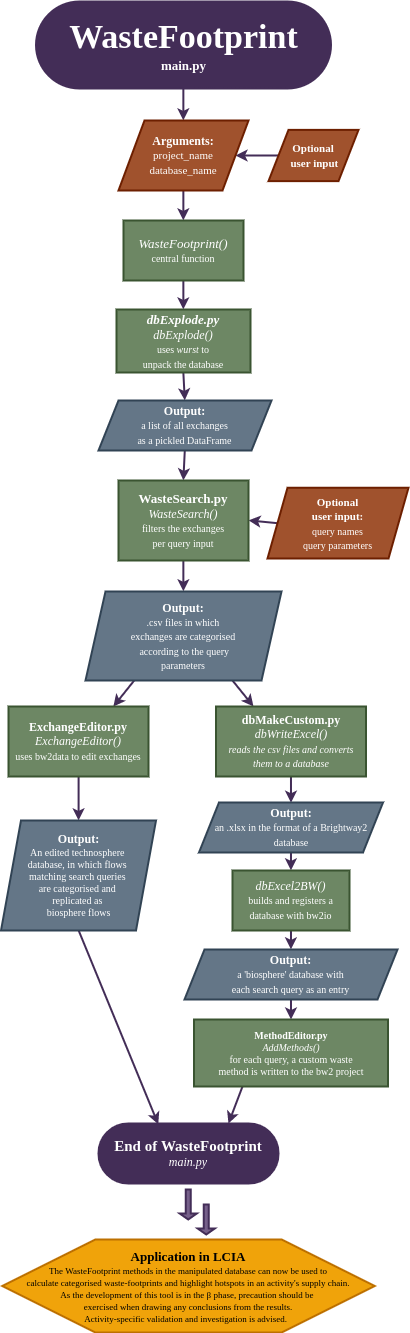 WasteFootprint
main.py
Arguments:
project_name
database_name
Optional
user input
WasteFootprint()
central function
dbExplode.py
dbExplode()
uses wurst to
unpack the database
Output:
a list of all exchanges
as a pickled DataFrame
WasteSearch.py
WasteSearch()
filters the exchanges
per query input
Optional
user input:
query names
query parameters
Output:
.csv files in which
exchanges are categorised
according to the query
parameters
ExchangeEditor.py
ExchangeEditor()
uses bw2data to edit exchanges
dbMakeCustom.py
dbWriteExcel()
reads the csv files and converts
them to a database
Output:
An edited technosphere
database, in which flows
matching search queries
are categorised and
replicated as
biosphere flows
Output:
an .xlsx in the format of a Brightway2
database
dbExcel2BW()
builds and registers a
database with bw2io
Output:
a 'biosphere' database with
each search query as an entry
MethodEditor.py
AddMethods()
for each query, a custom waste
method is written to the bw2 project
End of WasteFootprint
main.py
Application in LCIA
The WasteFootprint methods in the manipulated database can now be used to
calculate categorised waste-footprints and highlight hotspots in an activity's supply chain.
As the development of this tool is in the β phase, precaution should be
exercised when drawing any conclusions from the results.
Activity-specific validation and investigation is advised.